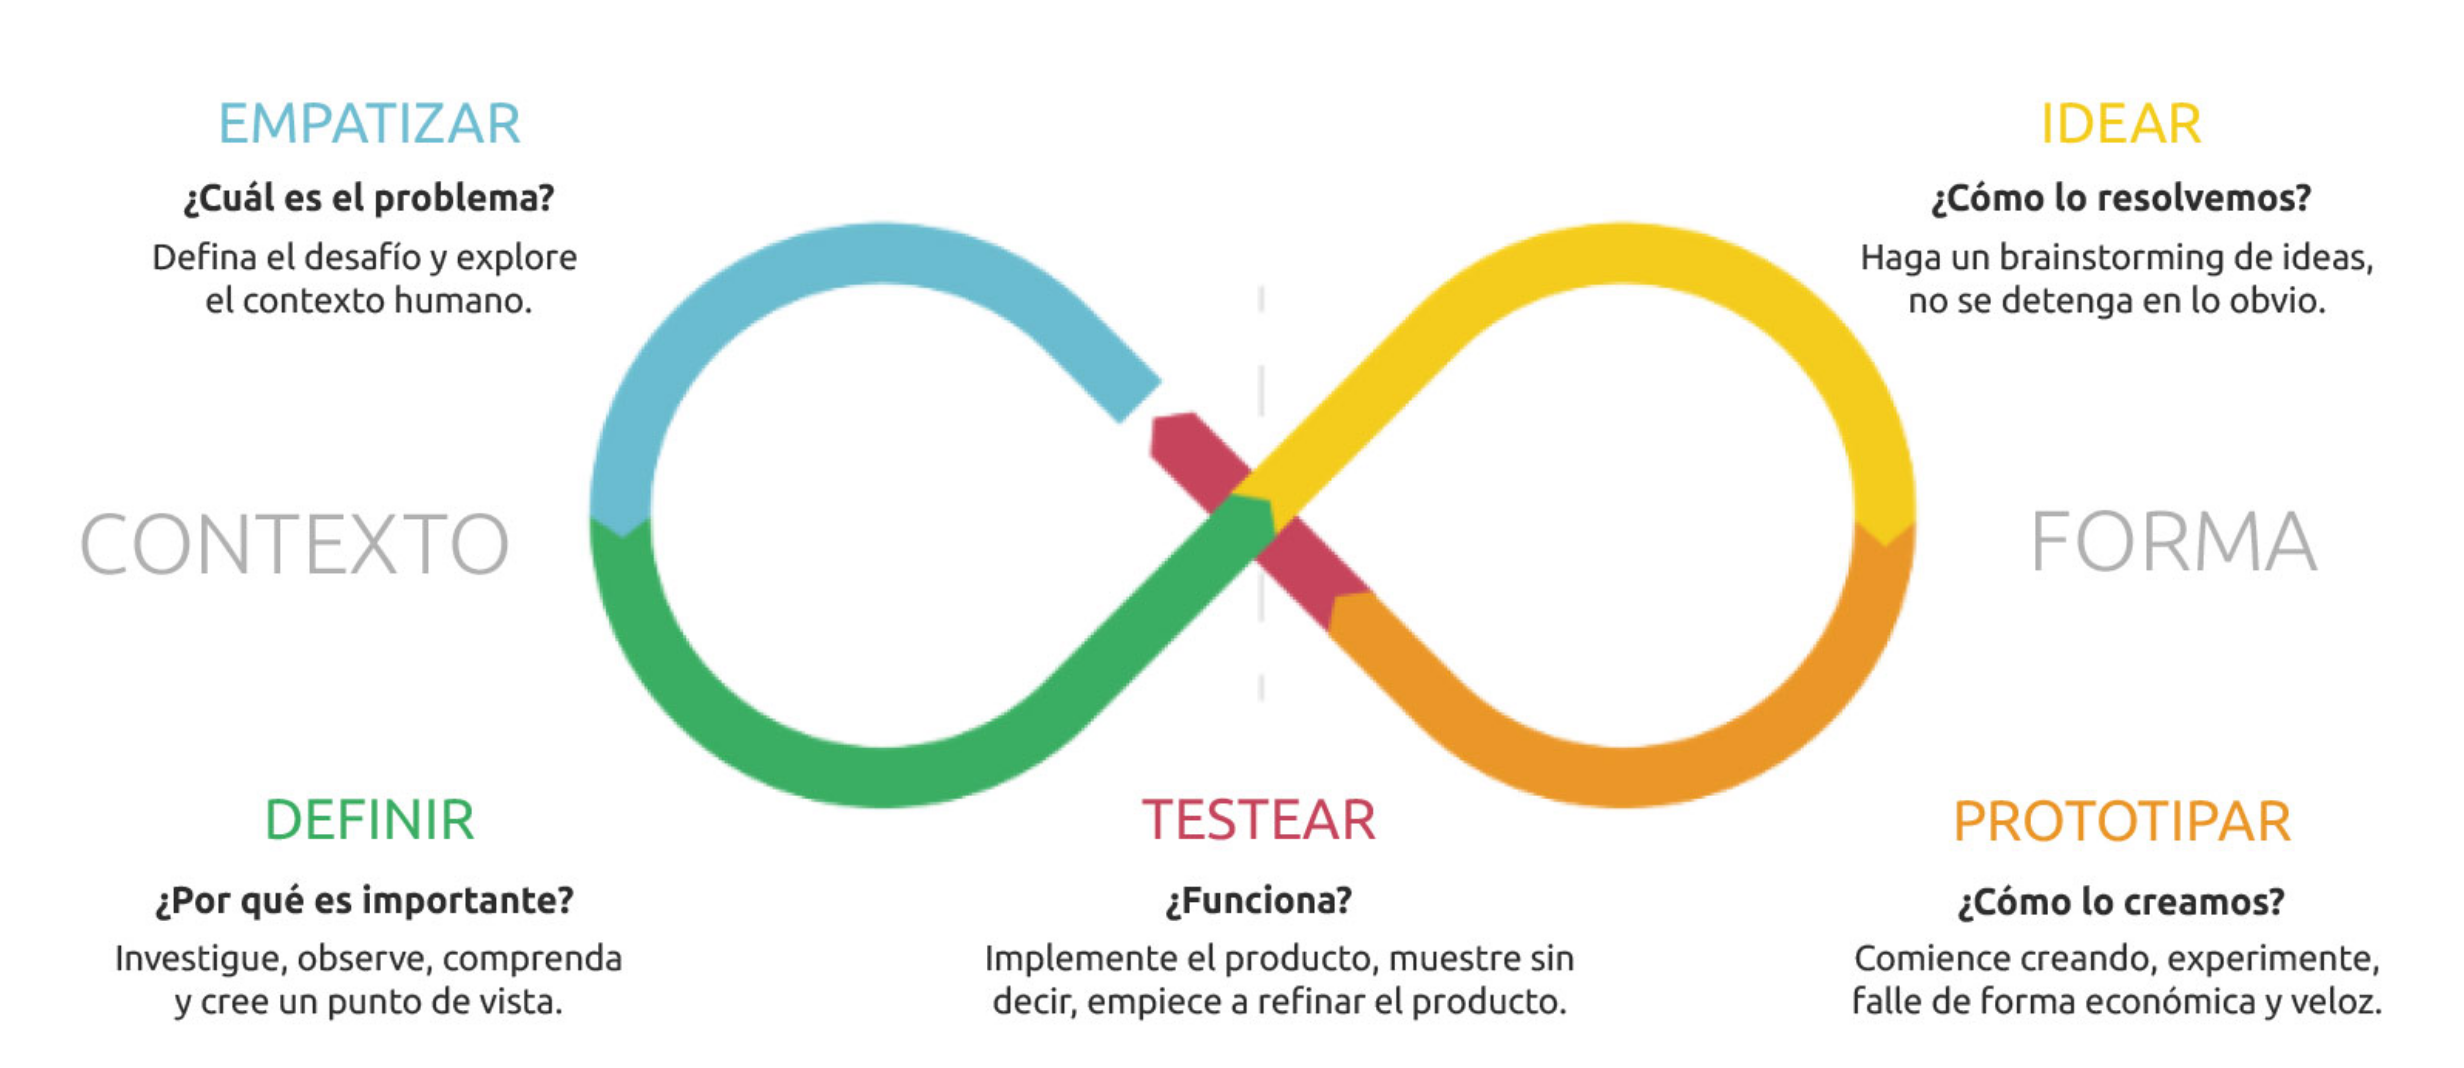 EMPATIZAR
¿Cuál es el problema?
Defina el desafío y explore
el contexto humano.
IDEAR
¿Cómo lo resolvemos?
Haga un brainstorming de ideas,
no se detenga en lo obvio.
CONTEXTO
FORMA
DEFINIR
¿Por qué es importante?
Investigue, observe, comprenda
y cree un punto de vista.
TESTEAR
¿Funciona?
Implemente el producto, muestre sin
decir, empiece a refinar el producto.
PROTOTIPAR
¿Cómo lo creamos?
Comience creando, experimente,
falle de forma económica y veloz.